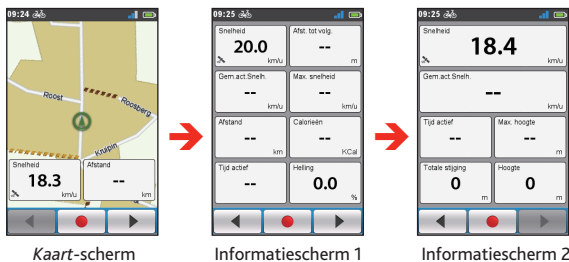 09:24
Roost
Roosberg
Kruipin
Snelheid
18.3
km/u
Afstand
--
km
Kaart-scherm
09:25
Snelheid
20.0
km/u
Afst. tot volg.
--
m
Gem.act.Snelh.
--
km/u
Max. snelheid
--
km/u
Afstand
--
km
Calorieën
--
KCal
Tijd actief
--
Helling
0.0
%
Informatiescherm 1
09:25
Snelheid
18.4
km/u
Gem.act.Snelh.
--
km/u
Tijd actief
--
Max. hoogte
--
m
Totale stijging
0
m
Hoogte
0
m
Informatiescherm 2